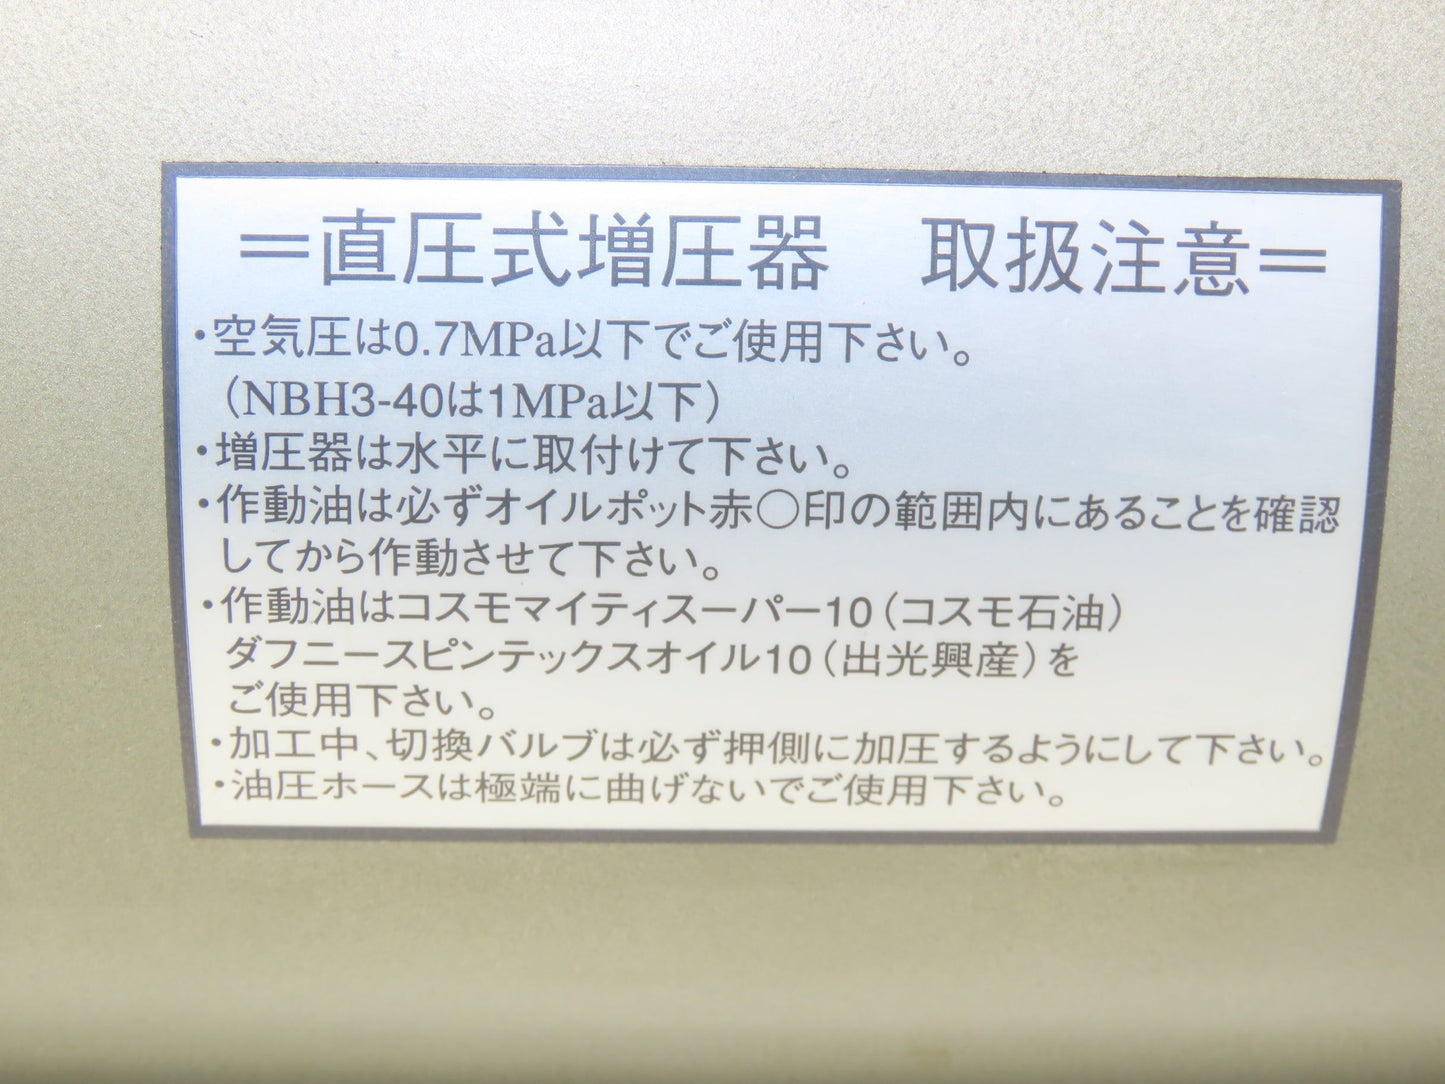 ＝直圧式増圧器　取扱注意＝
・空気圧は0.7MPa以下でご使用下さい。
（NBH3-40は1MPa以下）
・増圧器は水平に取付けて下さい。
・作動油は必ずオイルポット赤〇印の範囲内にあることを確認
してから作動させて下さい。
・作動油はコスモマイティスーパー10（コスモ石油）
ダフニースピンテックスオイル10（出光興産）を
ご使用下さい。
・加工中、切換バルブは必ず押側に加圧するようにして下さい。
・油圧ホースは極端に曲げないでご使用下さい。